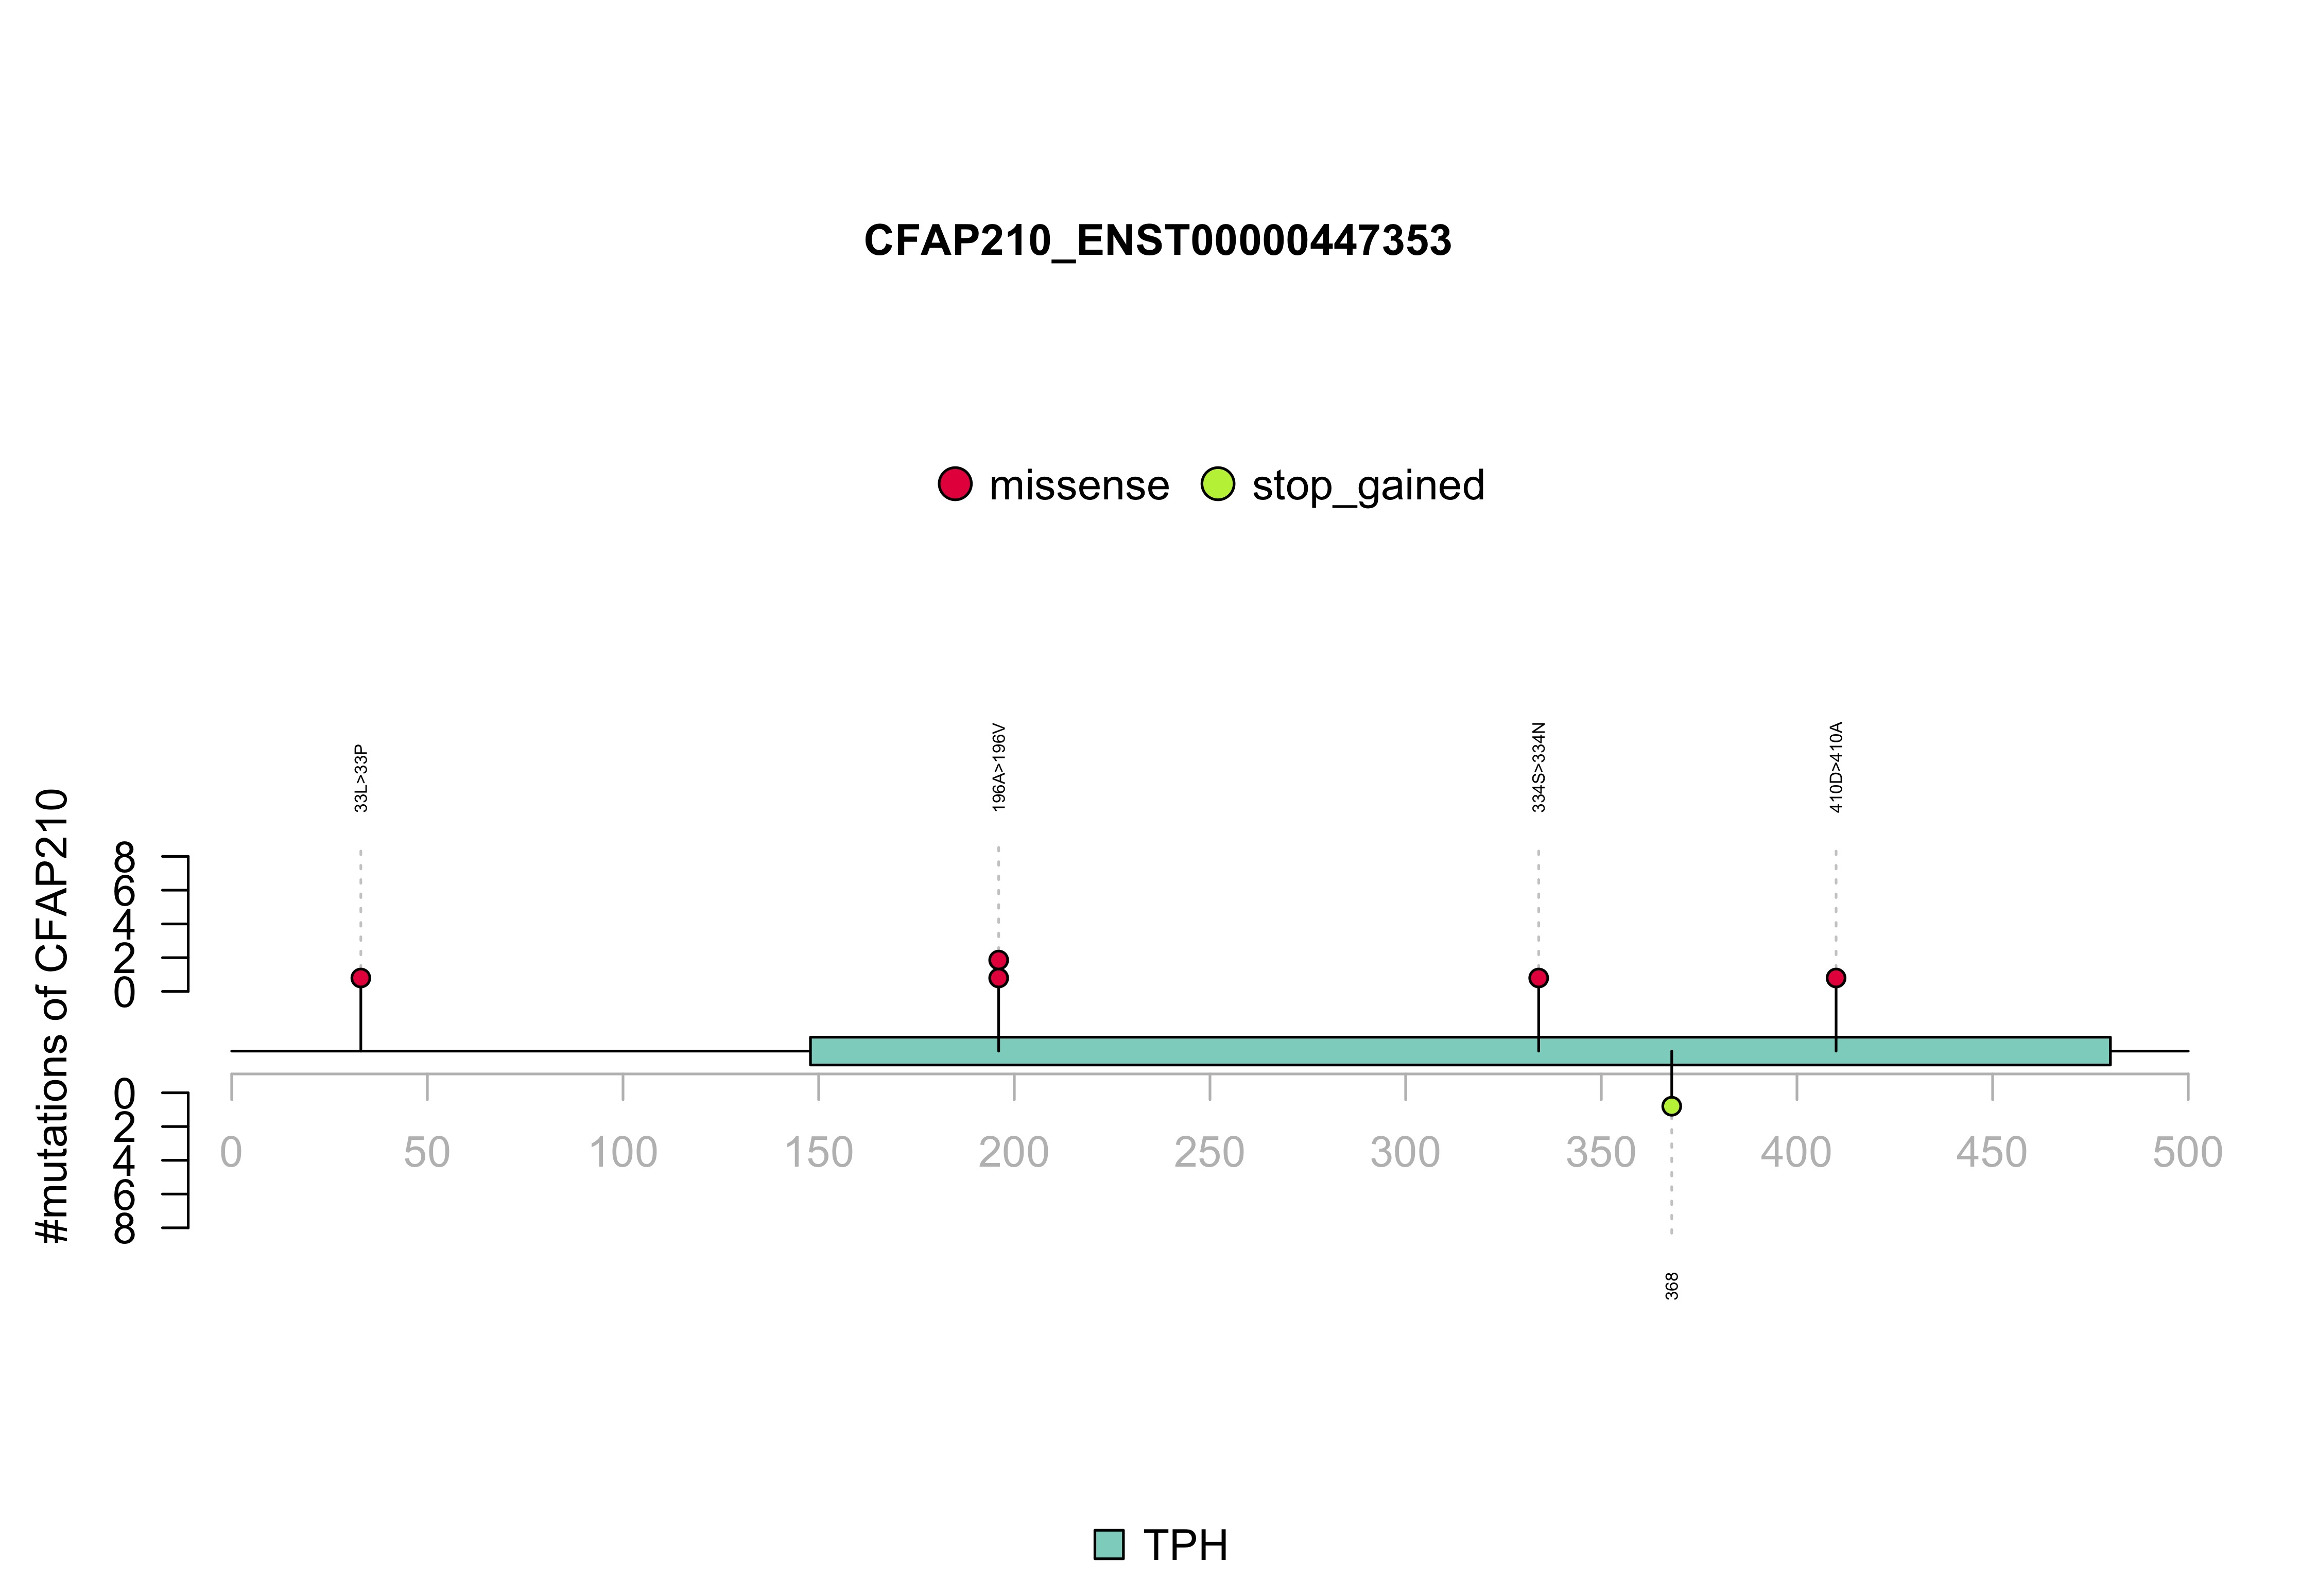 CFAP210_ENST00000447353
missense
stop_gained
33L>33P
196A>196V
334S>334N
410D>410A
#mutations of CFAP210
8
6
4
2
0
0
2
4
6
8
0 50 100 150 200 250 300 350 400 450 500
368
TPH